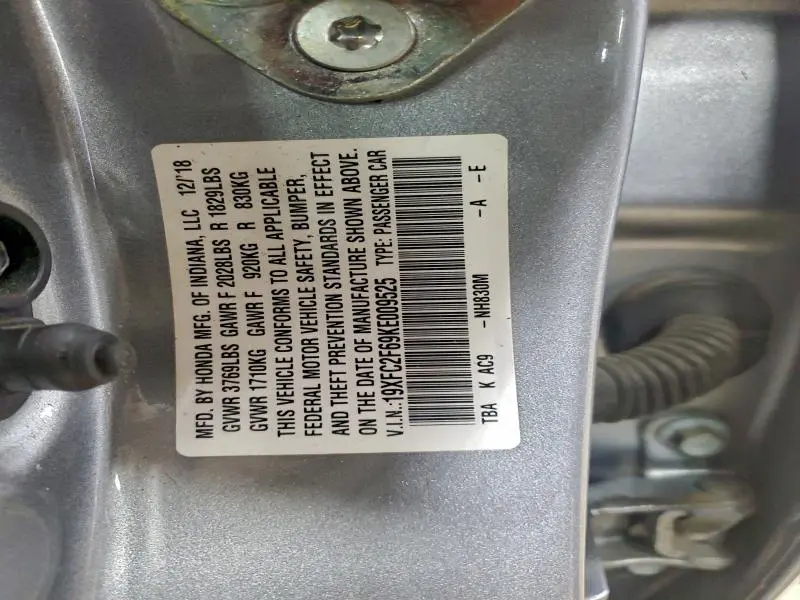 MFD. BY HONDA MFG. OF INDIANA, LLC 12/'18
GVWR 3769LBS GAWR F 2028LBS R 1829LBS
GVWR 1710KG GAWR F 920KG R 830KG
THIS VEHICLE CONFORMS TO ALL APPLICABLE
FEDERAL MOTOR VEHICLE SAFETY, BUMPER,
AND THEFT PREVENTION STANDARDS IN EFFECT
ON THE DATE OF MANUFACTURE SHOWN ABOVE.
V.I.N.:19XFC2F69KE009525 TYPE: PASSENGER CAR
TBA K AC9 -NH830M -A -E